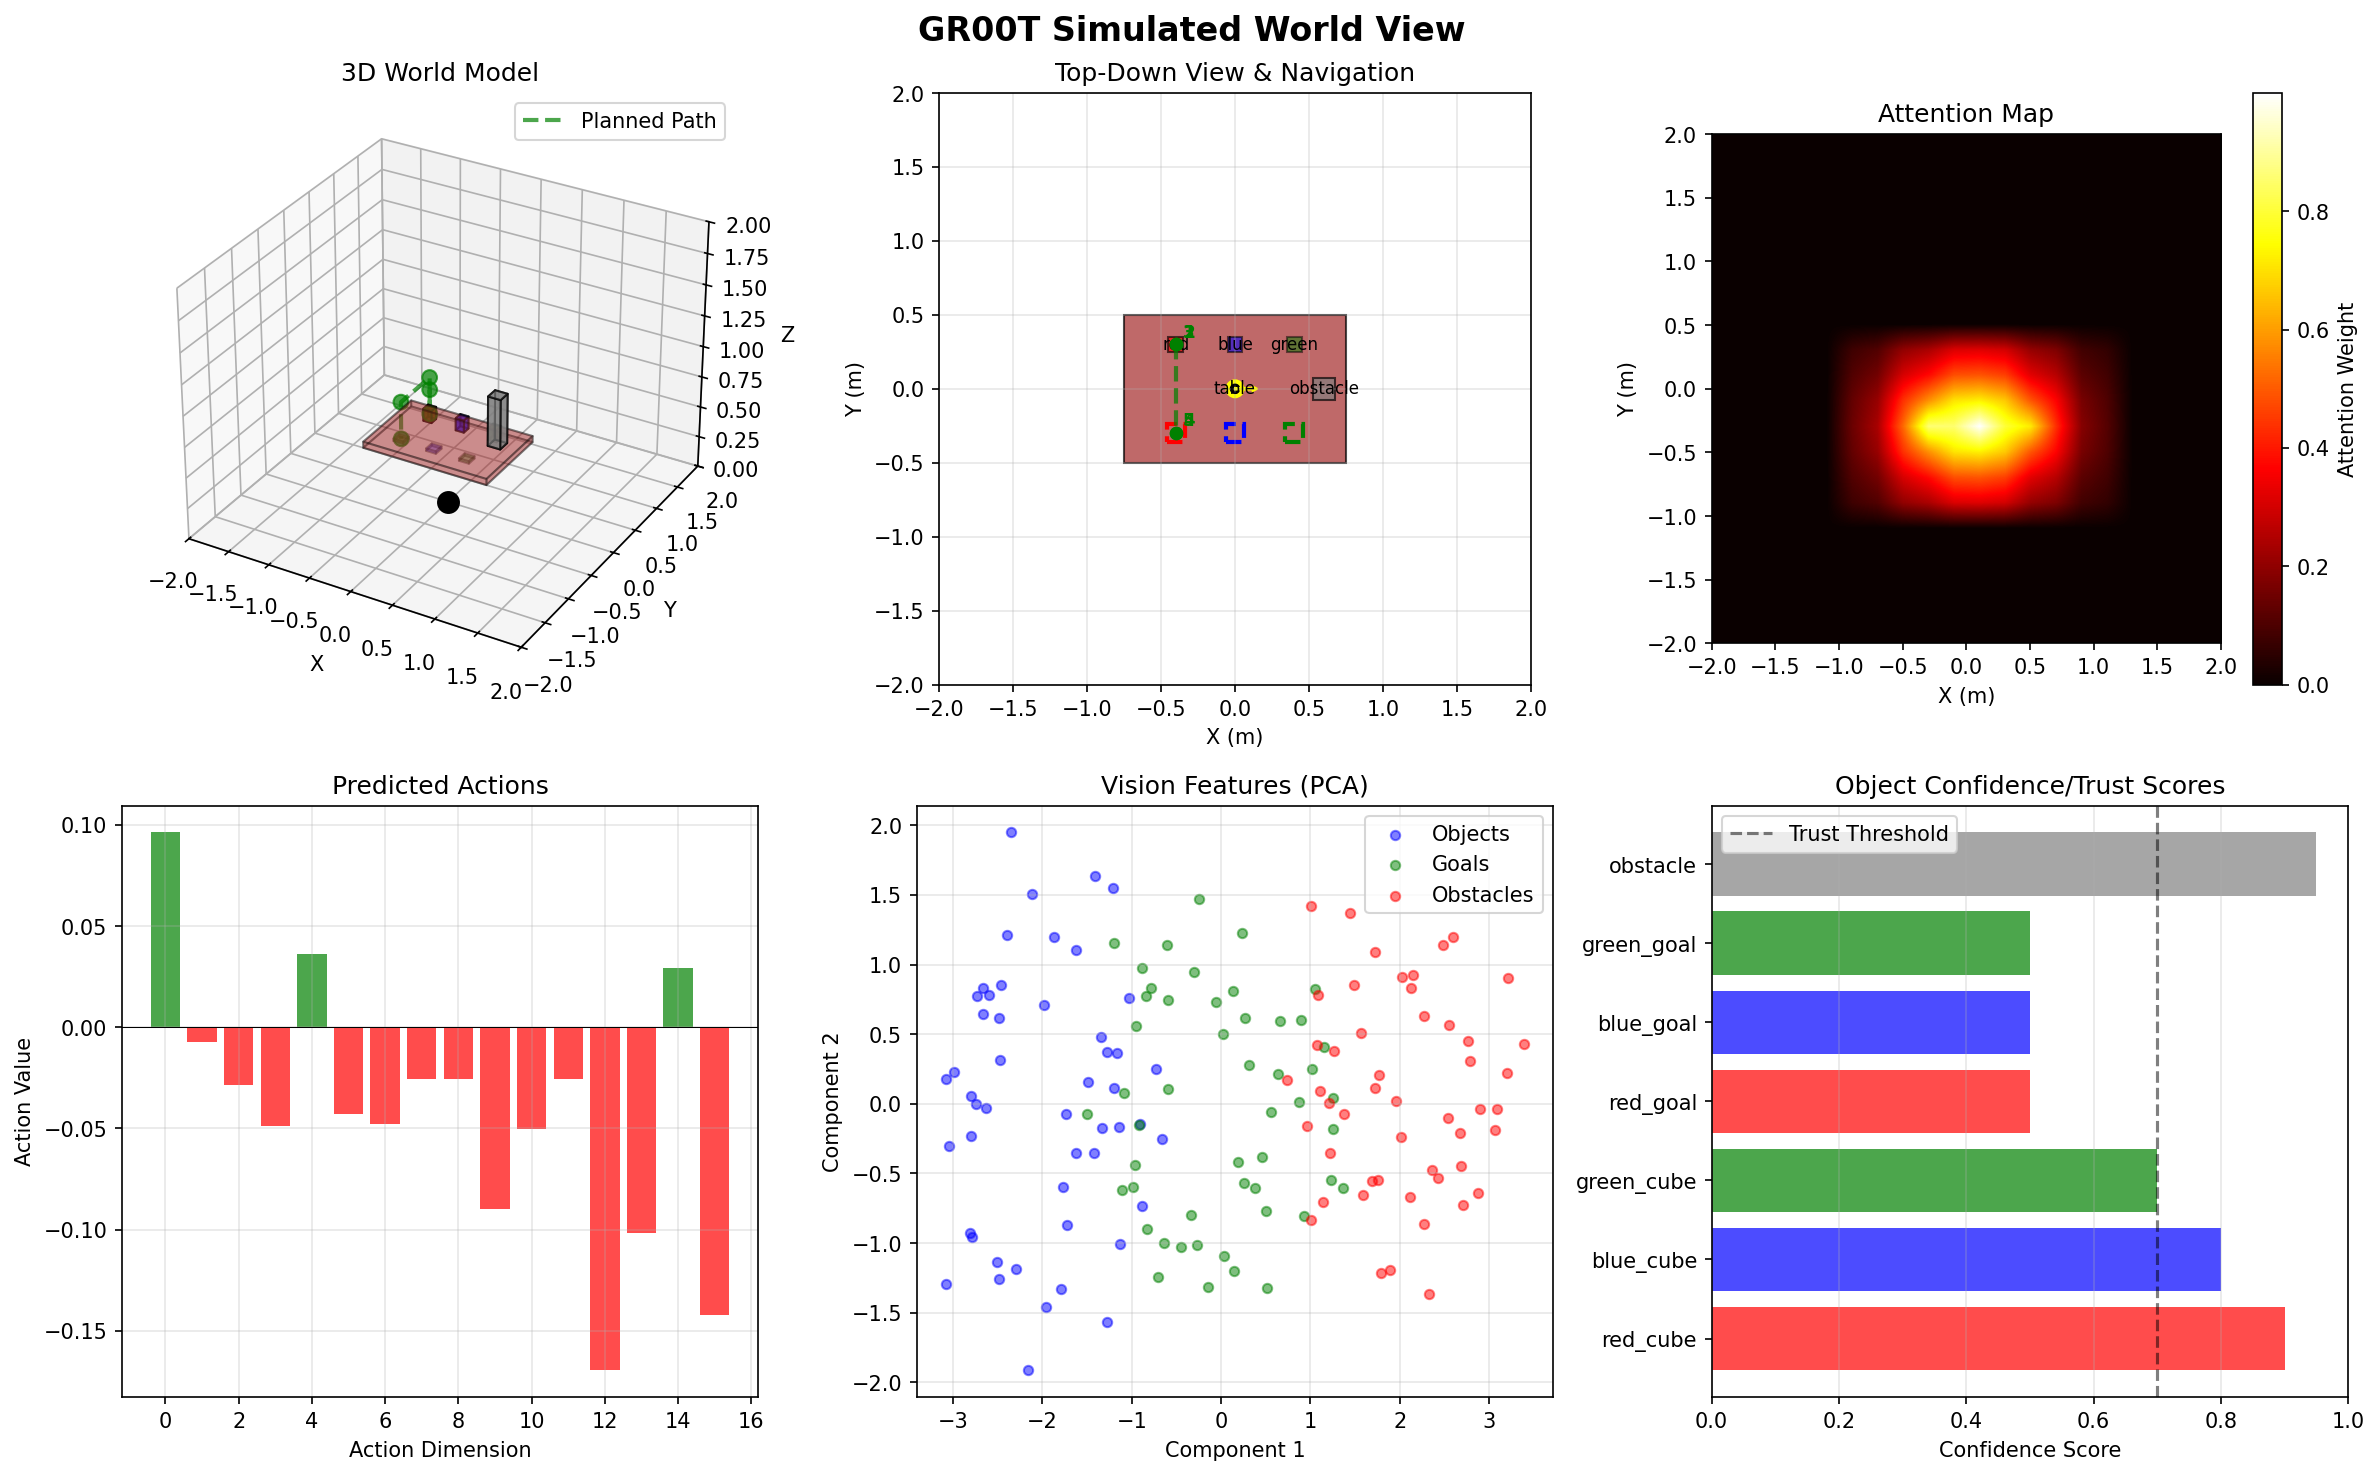 GR00T Simulated World View
3D World Model
Planned Path
2.00
1.75
1.50
1.25
1.00
0.75
0.50
0.25
0.00
Z
2.0
1.5
1.0
0.5
0.0
−0.5
−1.0
−1.5
−2.0
Y
−2.0
−1.5
−1.0
−0.5
0.0
0.5
1.0
1.5
2.0
X
Top-Down View & Navigation
2.0
1.5
1.0
0.5
0.0
−0.5
−1.0
−1.5
−2.0
Y (m)
red
blue
green
table
obstacle
−2.0 −1.5 −1.0 −0.5 0.0 0.5 1.0 1.5 2.0
X (m)
Attention Map
2.0
1.5
1.0
0.5
0.0
−0.5
−1.0
−1.5
−2.0
Y (m)
−2.0 −1.5 −1.0 −0.5 0.0 0.5 1.0 1.5 2.0
X (m)
0.8
0.6
0.4
0.2
0.0
Attention Weight
Predicted Actions
0.10
0.05
0.00
−0.05
−0.10
−0.15
Action Value
0 2 4 6 8 10 12 14 16
Action Dimension
Vision Features (PCA)
Objects
Goals
Obstacles
2.0
1.5
1.0
0.5
0.0
−0.5
−1.0
−1.5
−2.0
Component 2
−3 −2 −1 0 1 2 3
Component 1
Object Confidence/Trust Scores
Trust Threshold
obstacle
green_goal
blue_goal
red_goal
green_cube
blue_cube
red_cube
0.0 0.2 0.4 0.6 0.8 1.0
Confidence Score